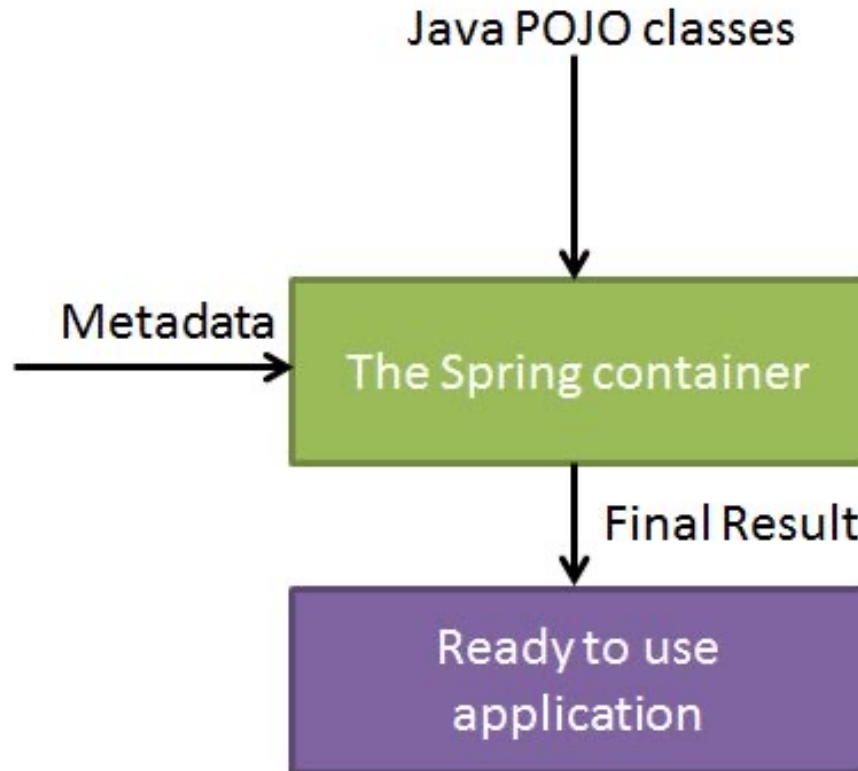 Java POJO classes
Metadata
The Spring container
Final Result
Ready to use
application